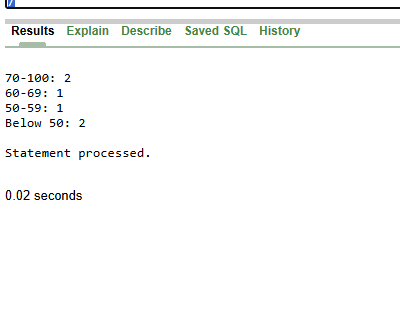 /
Results Explain Describe Saved SQL History
70-100: 2
60-69: 1
50-59: 1
Below 50: 2
Statement processed.
0.02 seconds